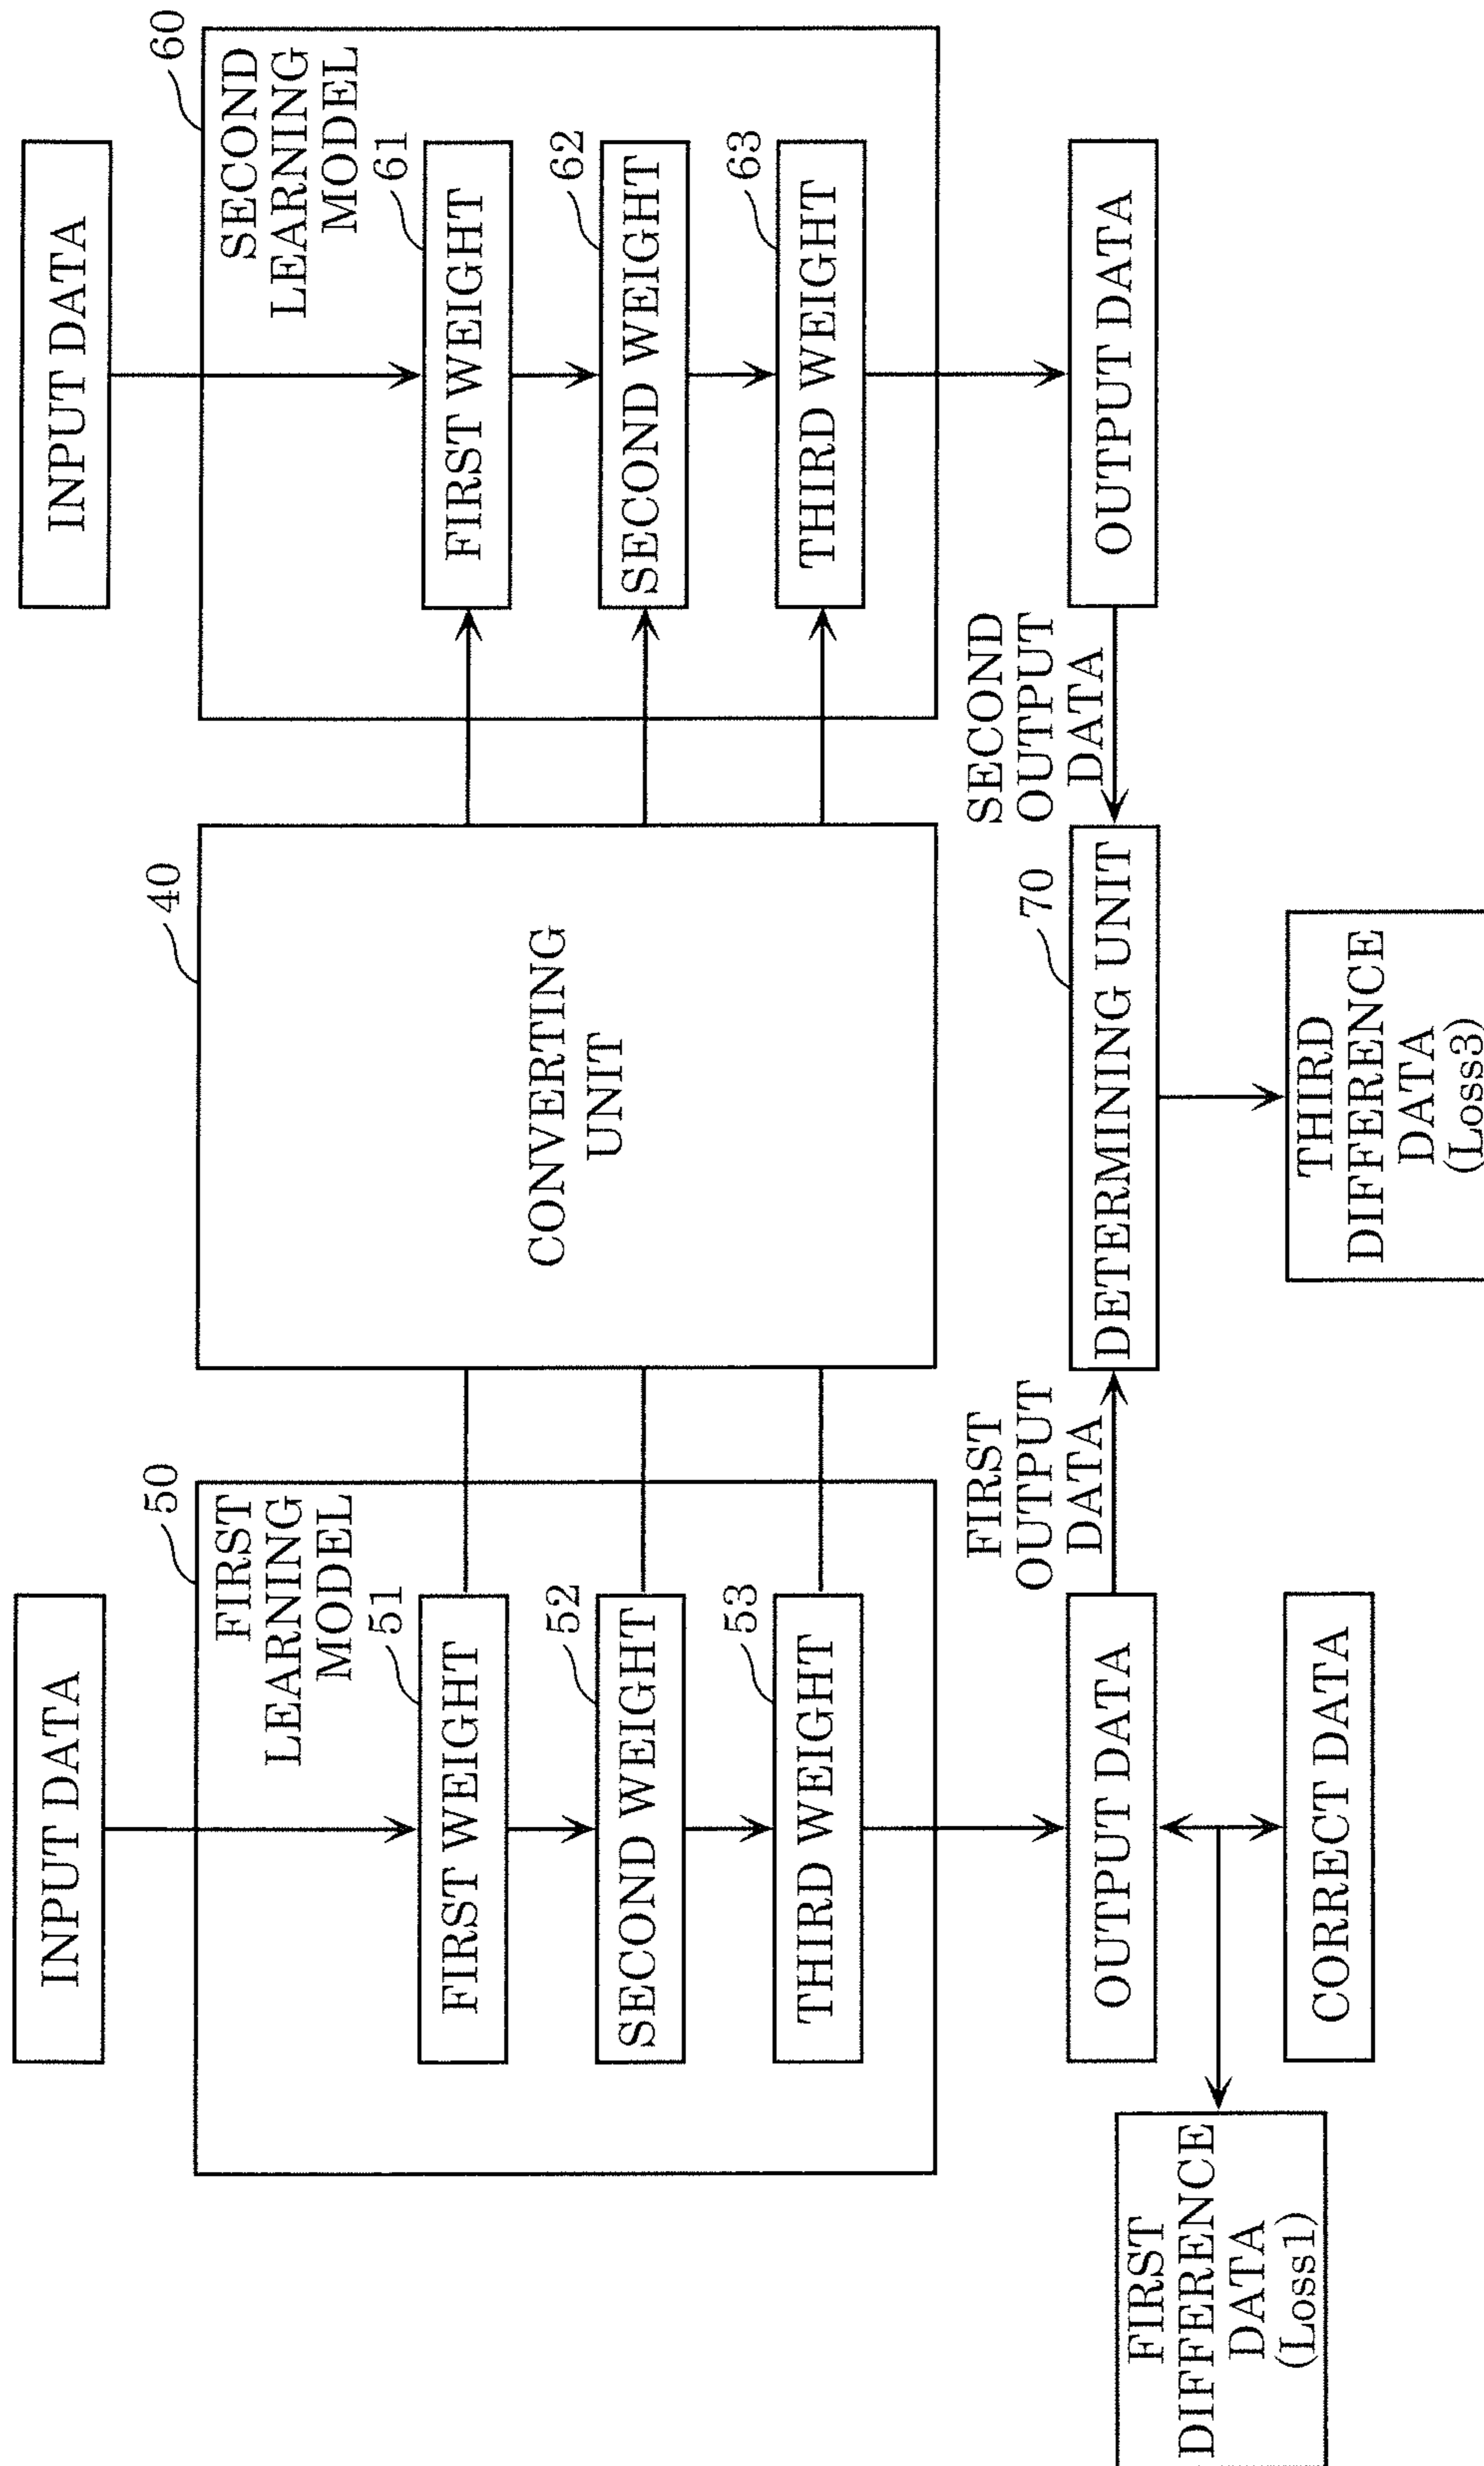 INPUT DATA
50
FIRST
LEARNING
MODEL
51
FIRST WEIGHT
52
SECOND WEIGHT
53
THIRD WEIGHT
40
CONVERTING
UNIT
INPUT DATA
60
SECOND
LEARNING
MODEL
61
FIRST WEIGHT
62
SECOND WEIGHT
63
THIRD WEIGHT
OUTPUT DATA
FIRST
OUTPUT
DATA
70
DETERMINING UNIT
SECOND
OUTPUT
DATA
OUTPUT DATA
FIRST
DIFFERENCE
DATA
(Loss1)
CORRECT DATA
THIRD
DIFFERENCE
DATA
(Loss3)